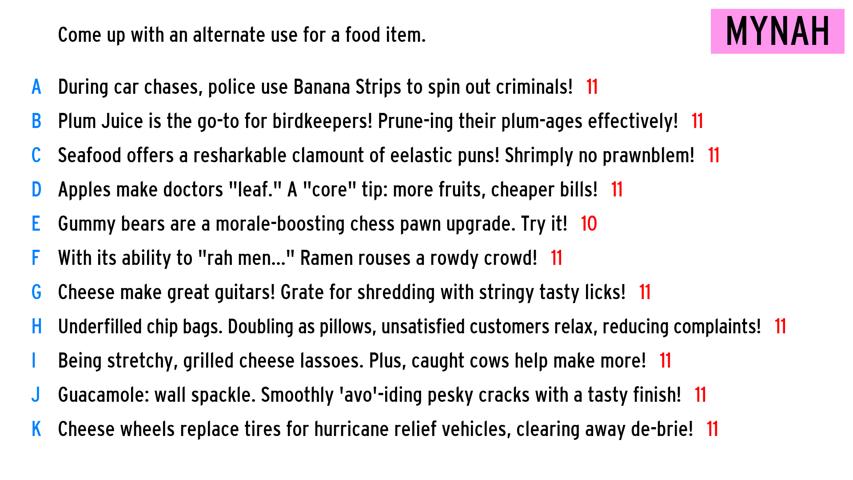 Come up with an alternate use for a food item.
MYNAH
A During car chases, police use Banana Strips to spin out criminals! 11
B Plum Juice is the go-to for birdkeepers! Prune-ing their plum-ages effectively! 11
C Seafood offers a resharkable clamount of eelastic puns! Shrimply no prawnblem! 11
D Apples make doctors "leaf." A "core" tip: more fruits, cheaper bills! 11
E Gummy bears are a morale-boosting chess pawn upgrade. Try it! 10
F With its ability to "rah men..." Ramen rouses a rowdy crowd! 11
G Cheese make great guitars! Grate for shredding with stringy tasty licks! 11
H Underfilled chip bags. Doubling as pillows, unsatisfied customers relax, reducing complaints! 11
I Being stretchy, grilled cheese lassoes. Plus, caught cows help make more! 11
J Guacamole: wall spackle. Smoothly 'avo'-iding pesky cracks with a tasty finish! 11
K Cheese wheels replace tires for hurricane relief vehicles, clearing away de-brie! 11